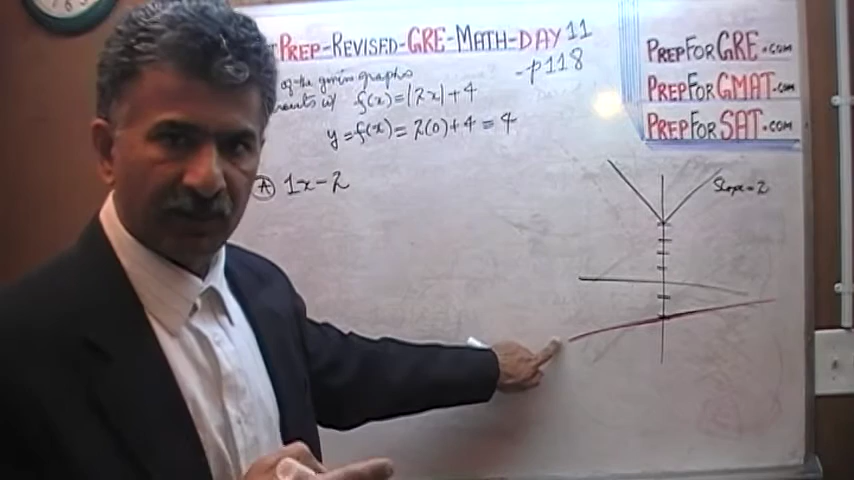 PREP-REVISED-GRE-MATH-DAY 11
-p118
of the given graphs
f(x)=|2x|+4
y=f(x)=2(0)+4=4
(A) 1x-2
PREPFORGRE.com
PREPFORGMAT.com
PREPFORSAT.com
Slope=2